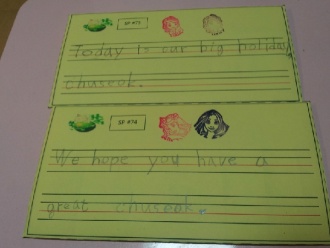 SP #73
Today is our big holiday,
chuseok.
SP #74
We hope you have a
great chuseok.